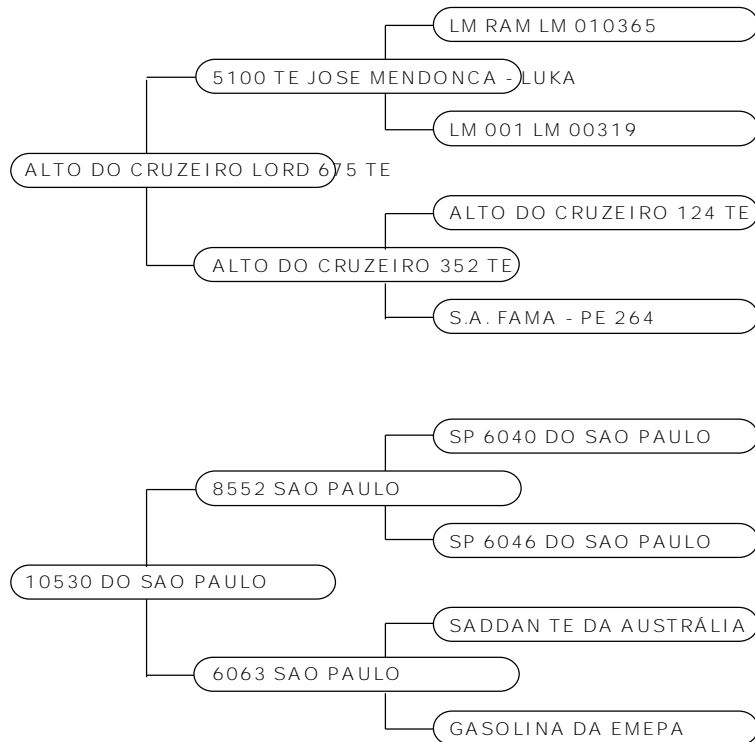 LM RAM LM 010365
5100 TE JOSE MENDONCA - LUKA
LM 001 LM 00319
ALTO DO CRUZEIRO LORD 675 TE
ALTO DO CRUZEIRO 124 TE
ALTO DO CRUZEIRO 352 TE
S.A. FAMA - PE 264
SP 6040 DO SAO PAULO
8552 SAO PAULO
SP 6046 DO SAO PAULO
10530 DO SAO PAULO
SADDAN TE DA AUSTRÁLIA
6063 SAO PAULO
GASOLINA DA EMEPA